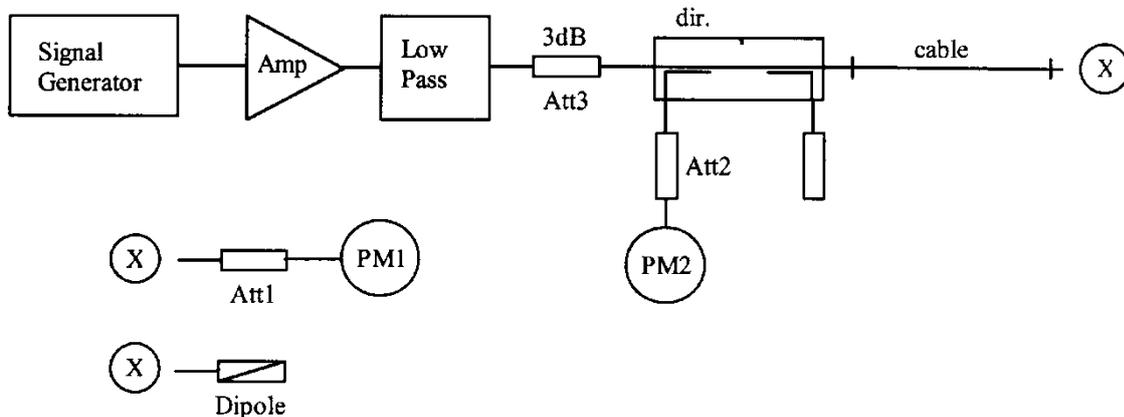 Signal
Generator
Amp
Low
Pass
3dB
Att3
dir.
cable
X
Att2
PM2
X
Att1
PM1
X
Dipole